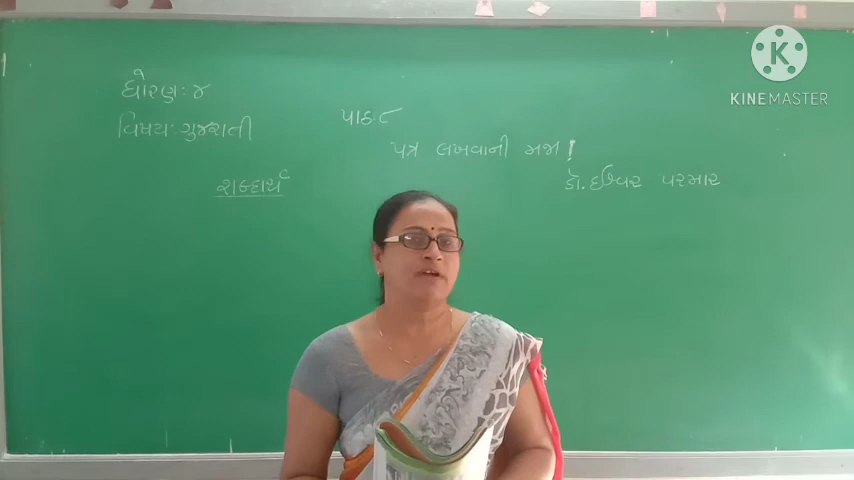 ધોરણ: ૪
વિષય: ગુજરાતી
પાઠ: ૮
પત્ર લખવાની મજા!
શબ્દાર્થ
ડૉ. ઈશ્વર પરમાર
K
KINEMASTER